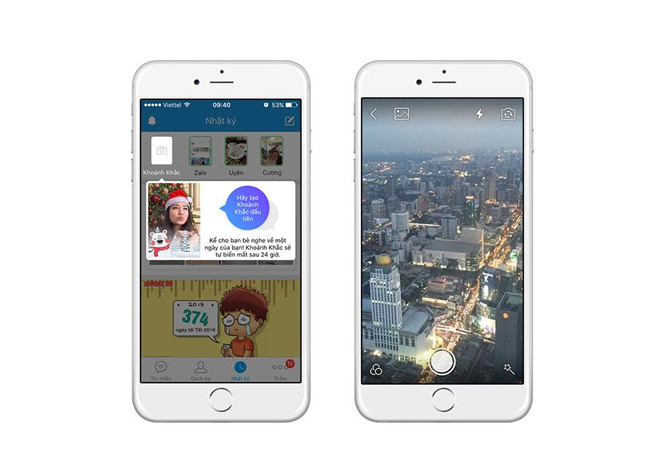 Viettel 09:40 53%
Nhật ký
Khoảnh Khắc Zalo Uyên Cường
Hãy tạo
Khoảnh
Khắc đầu
tiên
Kể cho bạn bè nghe về một
ngày của bạn! Khoảnh Khắc sẽ
tự biến mất sau 24 giờ.
2018
374
ngày tới Tết 2018
Tin nhắn Danh bạ Nhật ký Thêm
N